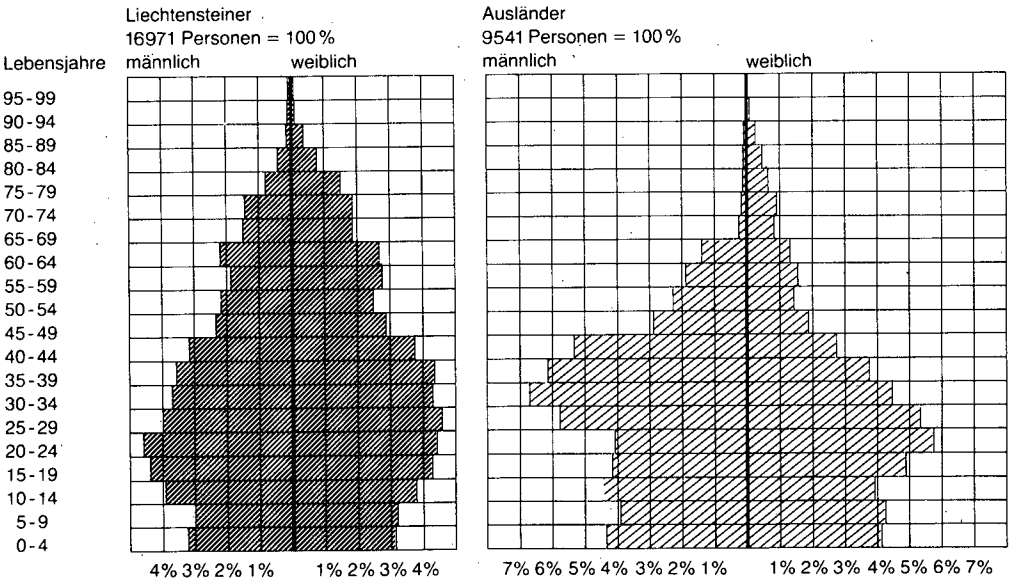 Liechtensteiner
16971 Personen = 100%
Ausländer
9541 Personen = 100%
Lebensjahre männlich weiblich männlich weiblich
95-99
90-94
85-89
80-84
75-79
70-74
65-69
60-64
55-59
50-54
45-49
40-44
35-39
30-34
25-29
20-24
15-19
10-14
5-9
0-4
4% 3% 2% 1% 1% 2% 3% 4%
7% 6% 5% 4% 3% 2% 1% 1% 2% 3% 4% 5% 6% 7%